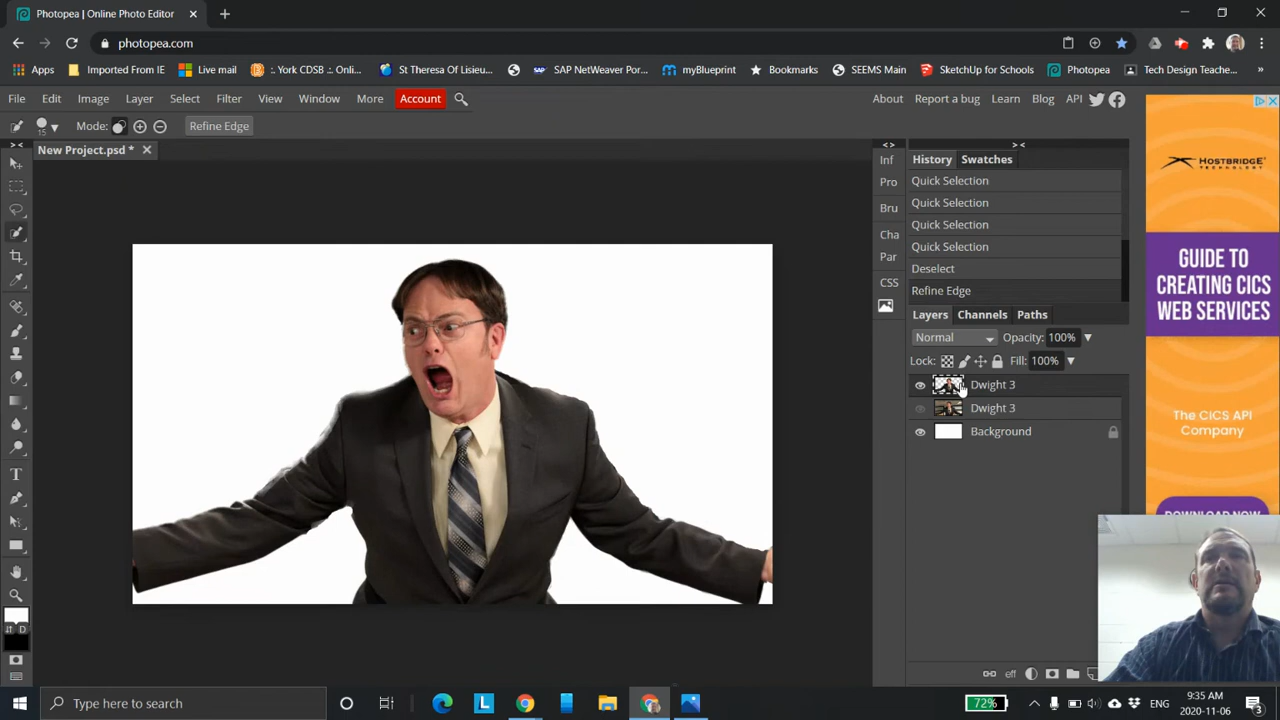 Photopea | Online Photo Editor
photopea.com
Apps
Imported From IE
Live mail
:. York CDSB :. Onli...
St Theresa Of Lisieu...
SAP NetWeaver Por...
myBlueprint
Bookmarks
SEEMS Main
SketchUp for Schools
Photopea
Tech Design Teache...
»
File Edit Image Layer Select Filter View Window More Account
About Report a bug Learn Blog API
15
Mode:
Refine Edge
New Project.psd *
Inf
Pro
Bru
Cha
Par
CSS
History Swatches
Quick Selection
Quick Selection
Quick Selection
Quick Selection
Deselect
Refine Edge
Layers Channels Paths
Normal Opacity: 100%
Lock: Fill: 100%
Dwight 3
Dwight 3
Background
eff
D
HOSTBRIDGE
TECHNOLOGY
GUIDE TO
CREATING CICS
WEB SERVICES
The CICS API
Company
DOWNLOAD NOW
Type here to search
L
72%
ENG
9:35 AM
2020-11-06
3